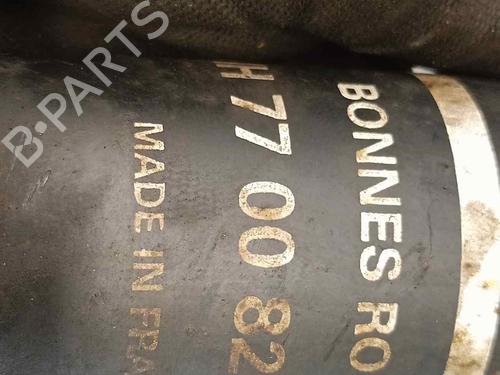 BONNES RO
H 77 00 82
MADE IN FRA
B-PARTS